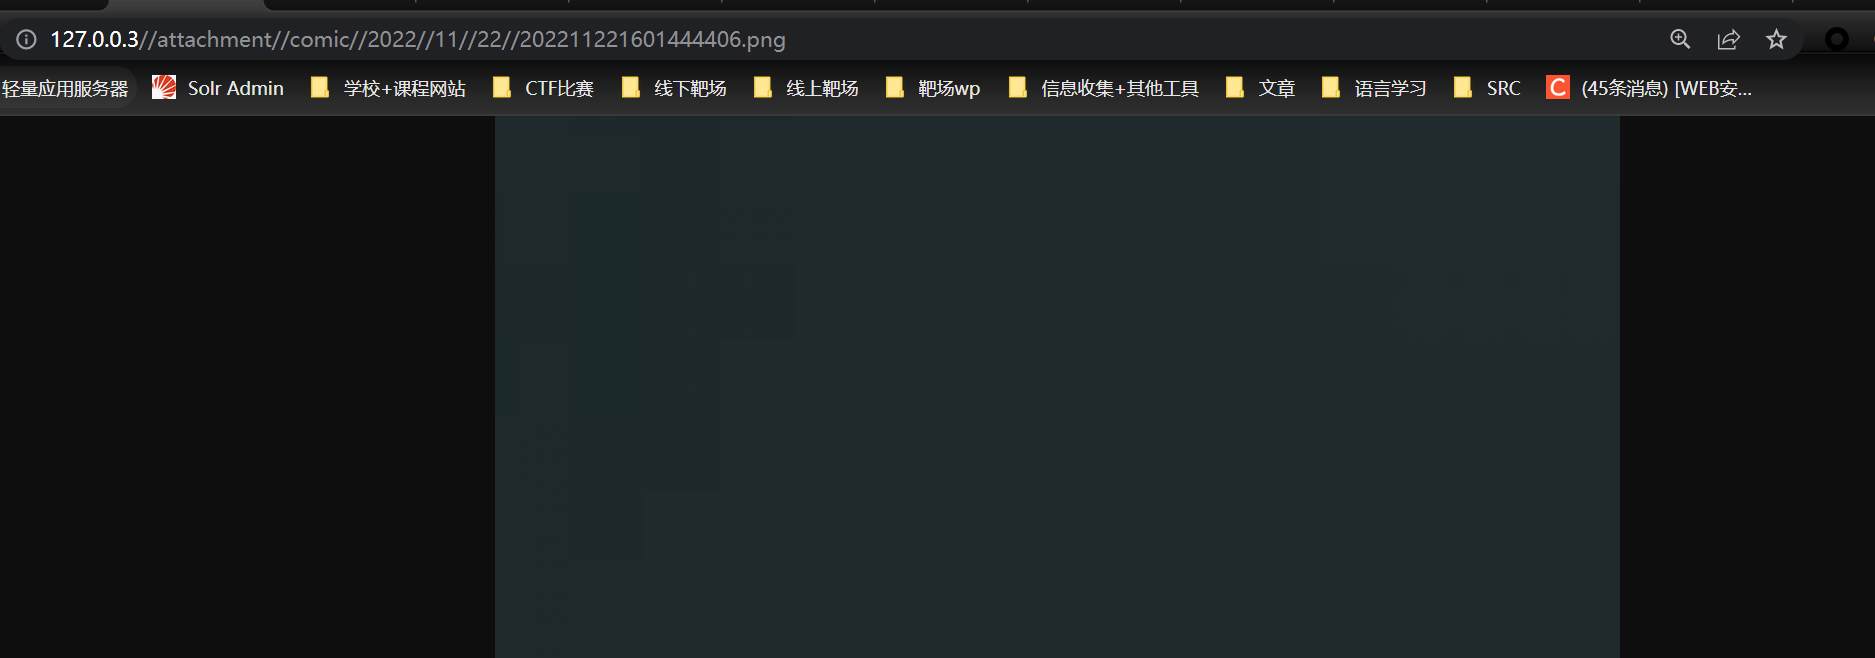 127.0.0.3//attachment//comic//2022//11//22//202211221601444406.png
轻量应用服务器 Solr Admin 学校+课程网站 CTF比赛 线下靶场 线上靶场 靶场wp 信息收集+其他工具 文章 语言学习 SRC C (45条消息) [WEB安...